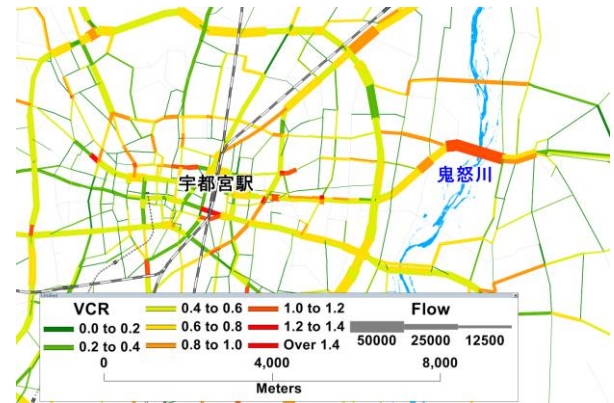 宇都宮駅
鬼怒川
VCR
0.0 to 0.2
0.2 to 0.4
0.4 to 0.6
0.6 to 0.8
0.8 to 1.0
1.0 to 1.2
1.2 to 1.4
Over 1.4
Flow
50000 25000 12500
0 4,000 8,000
Meters